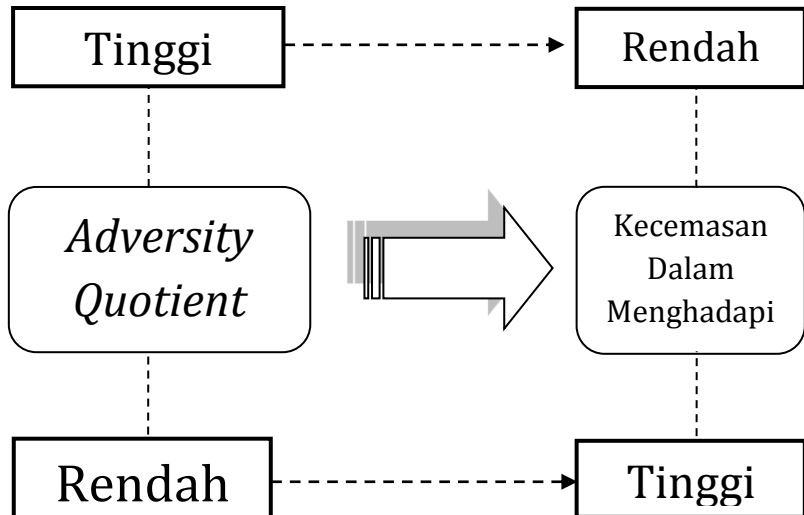 Tinggi
Rendah
Adversity
Quotient
Kecemasan
Dalam
Menghadapi
Rendah
Tinggi